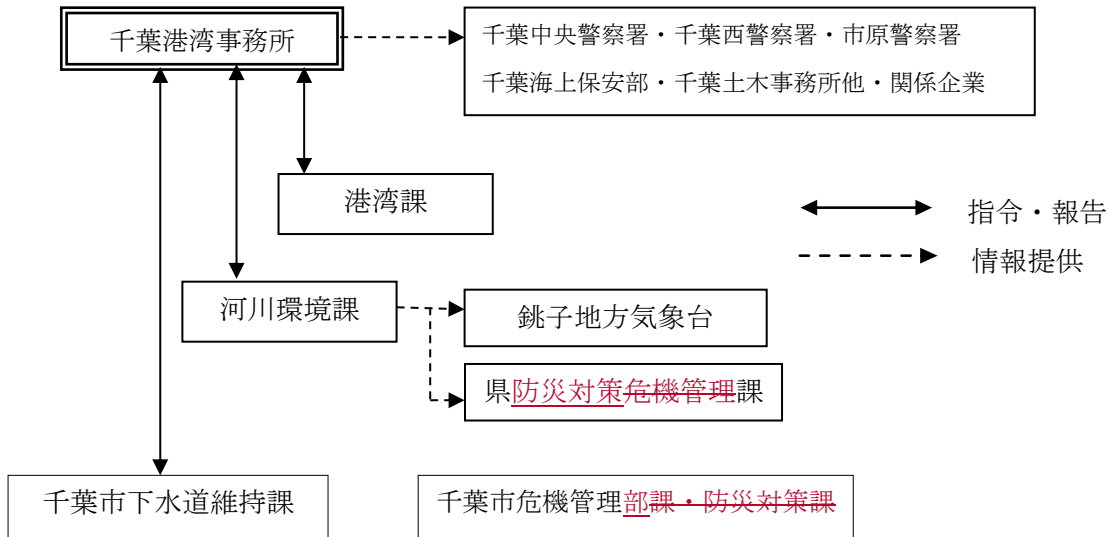 千葉港湾事務所
千葉中央警察署・千葉西警察署・市原警察署
千葉海上保安部・千葉土木事務所他・関係企業
港湾課
指令・報告
情報提供
河川環境課
銚子地方気象台
県防災対策危機管理課
千葉市下水道維持課
千葉市危機管理部課・防災対策課